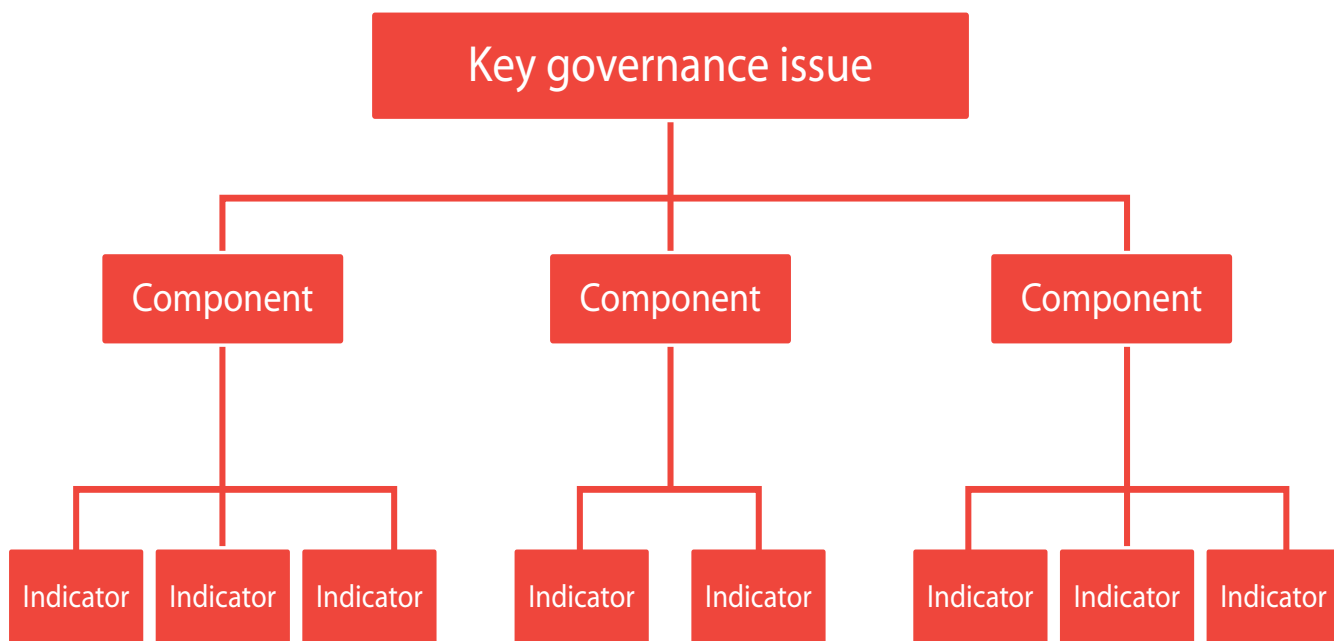 Key governance issue
Component
Component
Component
Indicator
Indicator
Indicator
Indicator
Indicator
Indicator
Indicator
Indicator